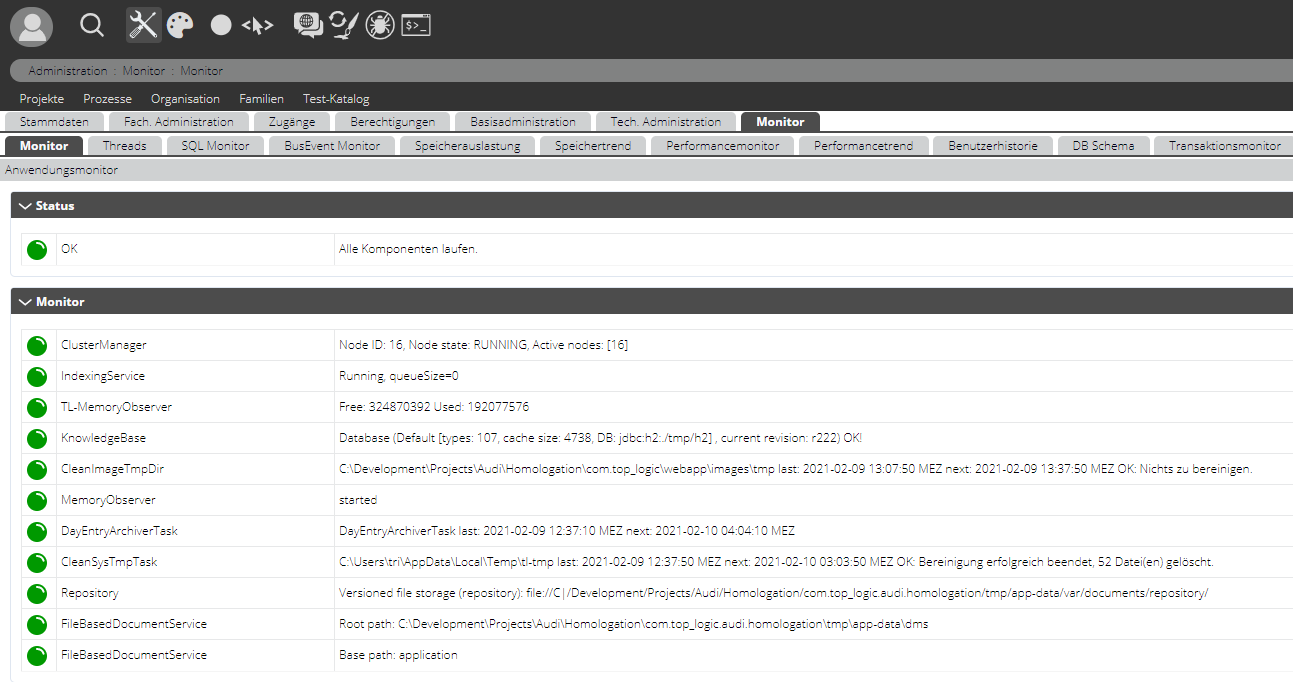 $>_
Administration : Monitor : Monitor
Projekte Prozesse Organisation Familien Test-Katalog
Stammdaten Fach. Administration Zugänge Berechtigungen Basisadministration Tech. Administration Monitor
Monitor Threads SQL Monitor BusEvent Monitor Speicherauslastung Speichertrend Performancemonitor Performancetrend Benutzerhistorie DB Schema Transaktionsmonitor
Anwendungsmonitor
Status
OK Alle Komponenten laufen.
Monitor
ClusterManager Node ID: 16, Node state: RUNNING, Active nodes: [16]
IndexingService Running, queueSize=0
TL-MemoryObserver Free: 324870392 Used: 192077576
KnowledgeBase Database (Default [types: 107, cache size: 4738, DB: jdbc:h2:./tmp/h2] , current revision: r222) OK!
CleanImageTmpDir C:\Development\Projects\Audi\Homologation\com.top_logic\webapp\images\tmp last: 2021-02-09 13:07:50 MEZ next: 2021-02-09 13:37:50 MEZ OK: Nichts zu bereinigen.
MemoryObserver started
DayEntryArchiverTask DayEntryArchiverTask last: 2021-02-09 12:37:10 MEZ next: 2021-02-10 04:04:10 MEZ
CleanSysTmpTask C:\Users\tri\AppData\Local\Temp\tl-tmp last: 2021-02-09 12:37:50 MEZ next: 2021-02-10 03:03:50 MEZ OK: Bereinigung erfolgreich beendet, 52 Datei(en) gelöscht.
Repository Versioned file storage (repository): file://C|/Development/Projects/Audi/Homologation/com.top_logic.audi.homologation/tmp/app-data/var/documents/repository/
FileBasedDocumentService Root path: C:\Development\Projects\Audi\Homologation\com.top_logic.audi.homologation\tmp\app-data\dms
FileBasedDocumentService Base path: application